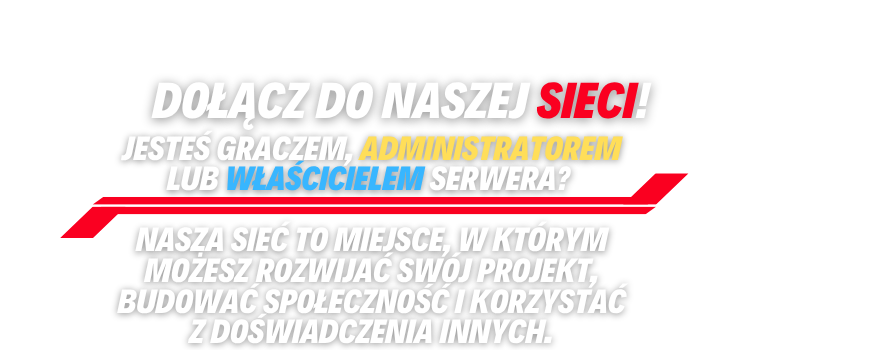 DOŁĄCZ DO NASZEJ SIECI!
JESTEŚ GRACZEM, ADMINISTRATOREM
LUB WŁAŚCICIELEM SERWERA?
NASZA SIEĆ TO MIEJSCE, W KTÓRYM
MOŻESZ ROZWIJAĆ SWÓJ PROJEKT,
BUDOWAĆ SPOŁECZNOŚĆ I KORZYSTAĆ
Z DOŚWIADCZENIA INNYCH.